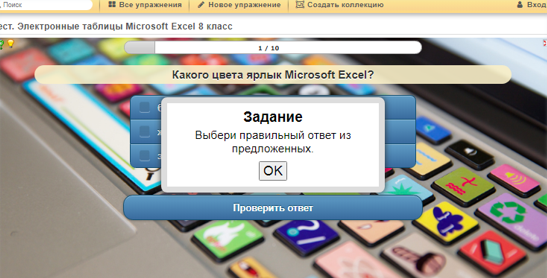 Поиск
Все упражнения
Новое упражнение
Создать коллекцию
Вход
ест. Электронные таблицы Microsoft Excel 8 класс
1 / 10
Какого цвета ярлык Microsoft Excel?
Задание
Выбери правильный ответ из
предложенных.
OK
Проверить ответ